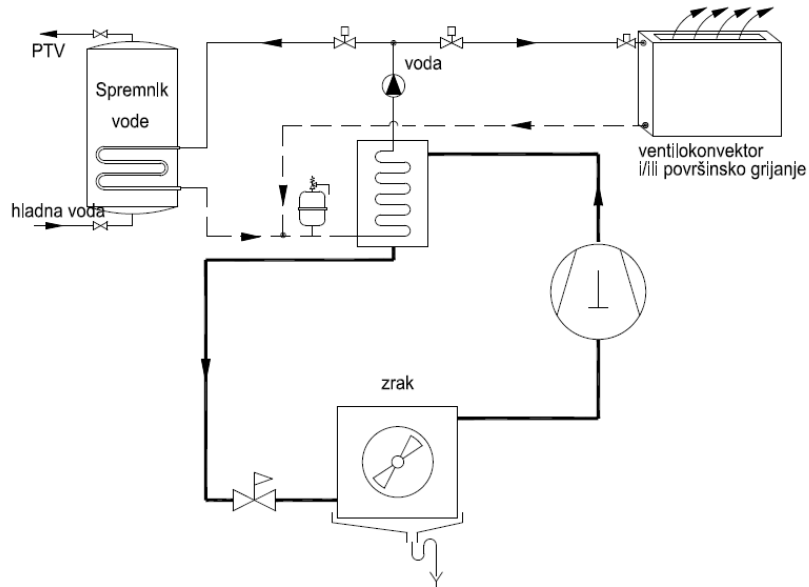 PTV
Spremnik
vode
hladna voda
voda
ventilokonvektor
i/ili površinsko grijanje
zrak